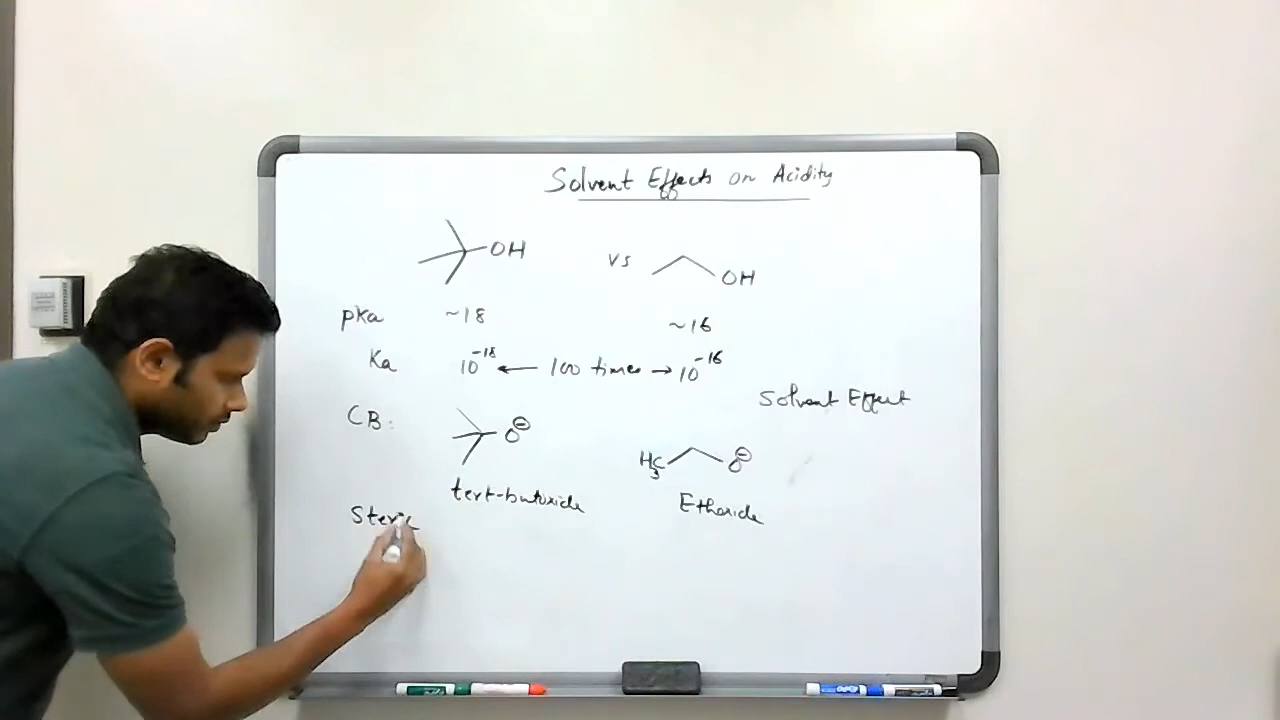 Solvent Effects on Acidity
OH vs OH
pKa ~18 ~16
Ka 10⁻¹⁸ ← 100 times → 10⁻¹⁶
Solvent Effect
CB: O⊖ H₃C O⊖
tert-butoxide Ethoxide
Steric